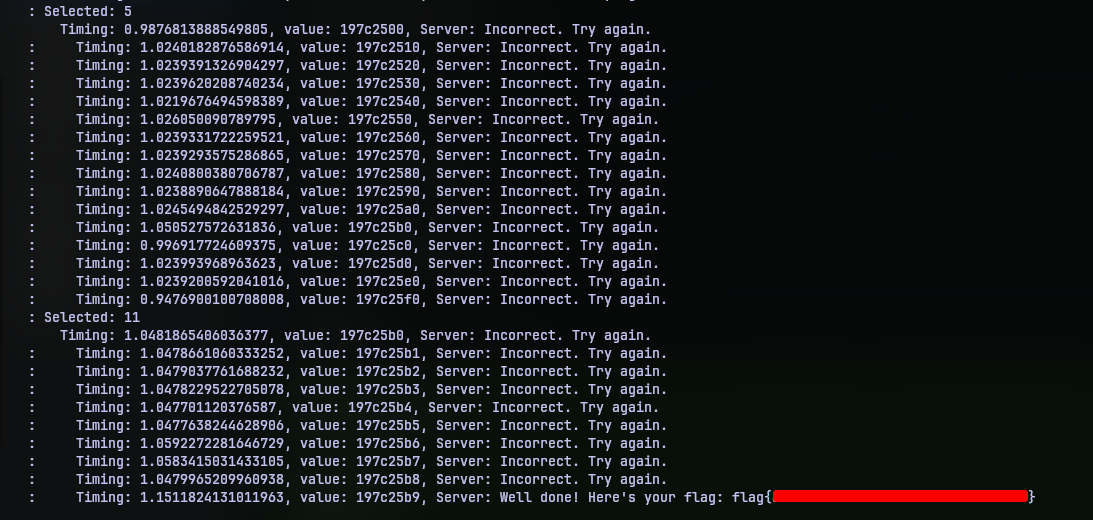 : Selected: 5
Timing: 0.9876813888549805, value: 197c2500, Server: Incorrect. Try again.
: Timing: 1.0240182876586914, value: 197c2510, Server: Incorrect. Try again.
: Timing: 1.0239391326904297, value: 197c2520, Server: Incorrect. Try again.
: Timing: 1.0239620208740234, value: 197c2530, Server: Incorrect. Try again.
: Timing: 1.0219676494598389, value: 197c2540, Server: Incorrect. Try again.
: Timing: 1.026050090789795, value: 197c2550, Server: Incorrect. Try again.
: Timing: 1.0239331722259521, value: 197c2560, Server: Incorrect. Try again.
: Timing: 1.0239293575286865, value: 197c2570, Server: Incorrect. Try again.
: Timing: 1.0240800380706787, value: 197c2580, Server: Incorrect. Try again.
: Timing: 1.0238890647888184, value: 197c2590, Server: Incorrect. Try again.
: Timing: 1.0245494842529297, value: 197c25a0, Server: Incorrect. Try again.
: Timing: 1.050527572631836, value: 197c25b0, Server: Incorrect. Try again.
: Timing: 0.996917724609375, value: 197c25c0, Server: Incorrect. Try again.
: Timing: 1.023993968963623, value: 197c25d0, Server: Incorrect. Try again.
: Timing: 1.0239200592041016, value: 197c25e0, Server: Incorrect. Try again.
: Timing: 0.9476900100708008, value: 197c25f0, Server: Incorrect. Try again.
: Selected: 11
Timing: 1.0481865406036377, value: 197c25b0, Server: Incorrect. Try again.
: Timing: 1.0478661060333252, value: 197c25b1, Server: Incorrect. Try again.
: Timing: 1.0479037761688232, value: 197c25b2, Server: Incorrect. Try again.
: Timing: 1.0478229522705078, value: 197c25b3, Server: Incorrect. Try again.
: Timing: 1.047701120376587, value: 197c25b4, Server: Incorrect. Try again.
: Timing: 1.0477638244628906, value: 197c25b5, Server: Incorrect. Try again.
: Timing: 1.0592272281646729, value: 197c25b6, Server: Incorrect. Try again.
: Timing: 1.0583415031433105, value: 197c25b7, Server: Incorrect. Try again.
: Timing: 1.0479965209960938, value: 197c25b8, Server: Incorrect. Try again.
: Timing: 1.1511824131011963, value: 197c25b9, Server: Well done! Here's your flag: flag{}